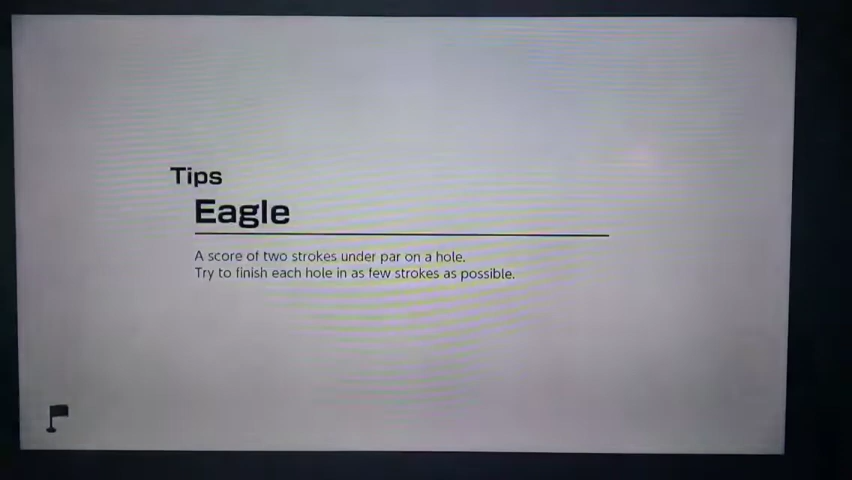 Tips
Eagle
A score of two strokes under par on a hole.
Try to finish each hole in as few strokes as possible.